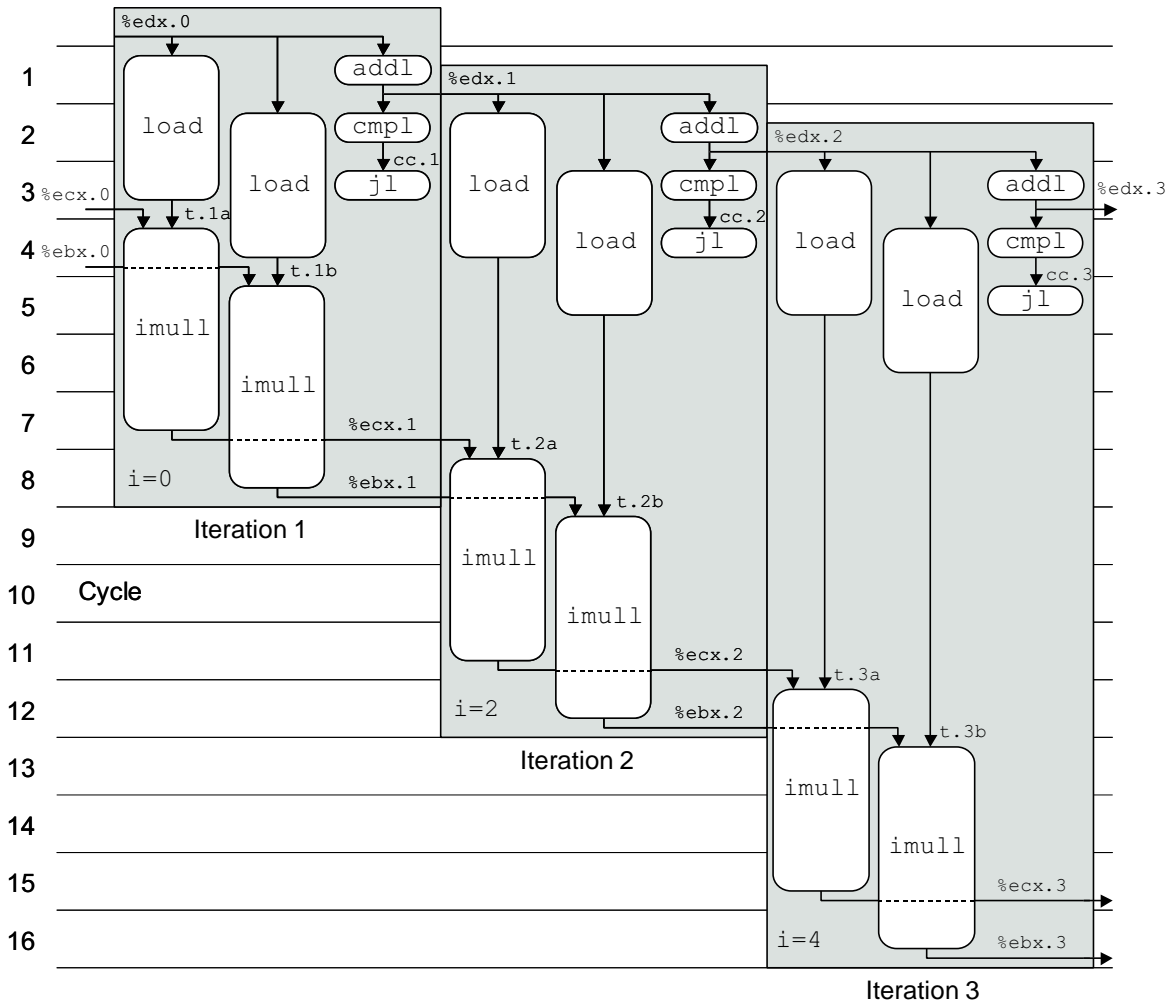 %edx.0
1
addl
%edx.1
load
2
load
cmpl
load
addl
%edx.2
cc.1
3
load
jl
load
cmpl
load
addl
%edx.3
%ecx.0
t.1a
cc.2
4
%ebx.0
load
jl
load
cmpl
t.1b
cc.3
5
imull
jl
6
imull
7
%ecx.1
t.2a
8
i=0
%ebx.1
t.2b
Iteration 1
9
imull
10
Cycle
imull
11
%ecx.2
t.3a
12
i=2
%ebx.2
t.3b
Iteration 2
13
imull
14
imull
15
%ecx.3
16
i=4
%ebx.3
Iteration 3